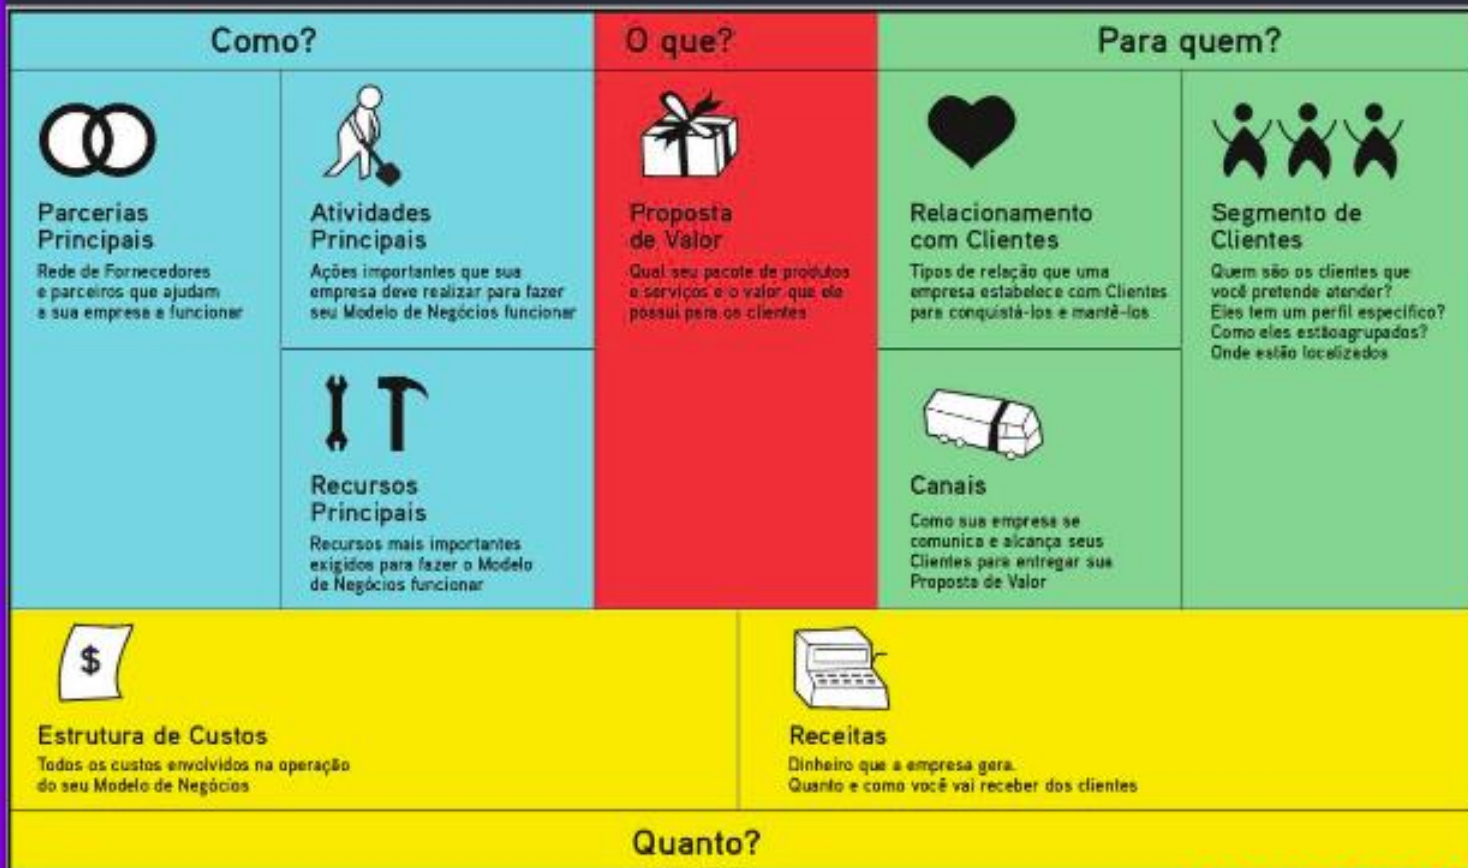 Como?
O que?
Para quem?
Parcerias
Principais
Rede de Fornecedores
e parceiros que ajudam
a sua empresa a funcionar
Atividades
Principais
Ações importantes que sua
empresa deve realizar para fazer
seu Modelo de Negócios funcionar
Recursos
Principais
Recursos mais importantes
exigidos para fazer o Modelo
de Negócios funcionar
Proposta
de Valor
Qual seu pacote de produtos
e serviços e o valor que ele
possui para os clientes
Relacionamento
com Clientes
Tipos de relação que uma
empresa estabelece com Clientes
para conquistá-los e mantê-los
Canais
Como sua empresa se
comunica e alcança seus
Clientes para entregar sua
Proposta de Valor
Segmento de
Clientes
Quem são os clientes que
você pretende atender?
Eles tem um perfil específico?
Como eles estãoagrupados?
Onde estão localizados
$
Estrutura de Custos
Todos os custos envolvidos na operação
do seu Modelo de Negócios
Receitas
Dinheiro que a empresa gera.
Quanto e como você vai receber dos clientes
Quanto?